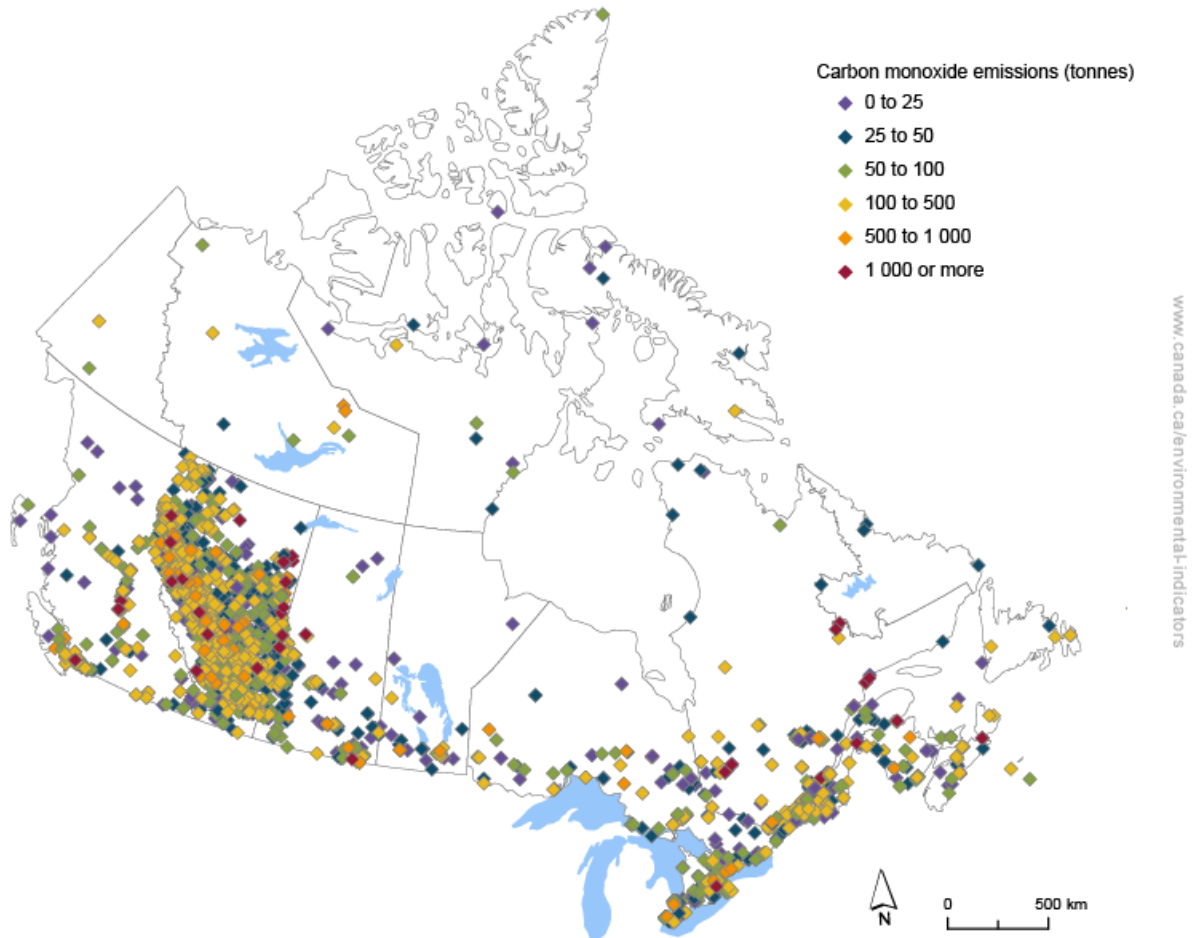 Carbon monoxide emissions (tonnes)
0 to 25
25 to 50
50 to 100
100 to 500
500 to 1 000
1 000 or more
www.canada.ca/environmental-indicators
N
0 500 km